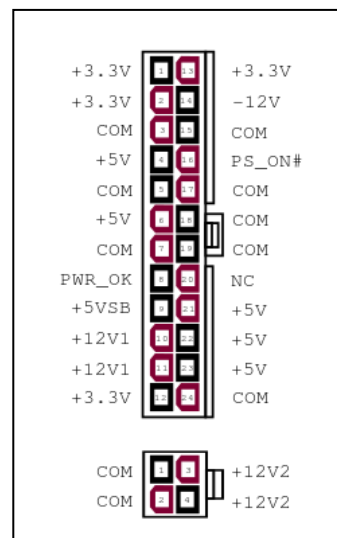 +3.3V 1 13 +3.3V
+3.3V 2 14 -12V
COM 3 15 COM
+5V 4 16 PS_ON#
COM 5 17 COM
+5V 6 18 COM
COM 7 19 COM
PWR_OK 8 20 NC
+5VSB 9 21 +5V
+12V1 10 22 +5V
+12V1 11 23 +5V
+3.3V 12 24 COM
COM 1 3 +12V2
COM 2 4 +12V2